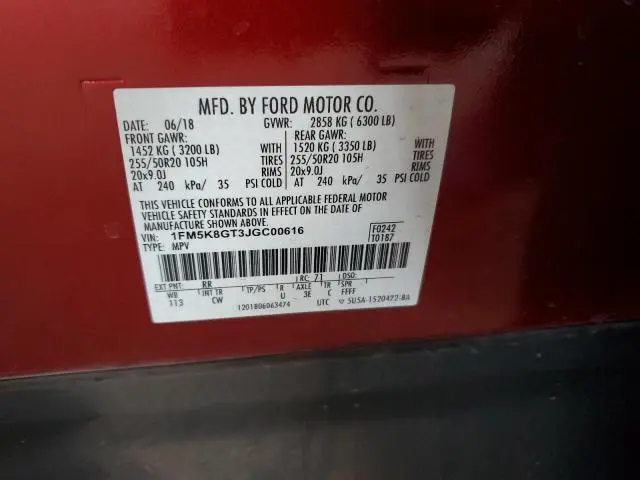 MFD. BY FORD MOTOR CO.
DATE: 06/18 GVWR: 2858 KG ( 6300 LB)
FRONT GAWR: REAR GAWR:
1452 KG ( 3200 LB) WITH 1520 KG ( 3350 LB) WITH
255/50R20 105H TIRES 255/50R20 105H TIRES
20x9.0J RIMS 20x9.0J RIMS
AT 240 kPa/ 35 PSI COLD AT 240 kPa/ 35 PSI COLD
THIS VEHICLE CONFORMS TO ALL APPLICABLE FEDERAL MOTOR
VEHICLE SAFETY STANDARDS IN EFFECT ON THE DATE OF
MANUFACTURE SHOWN ABOVE.
VIN: 1FM5K8GT3JGC00616 F0242
TYPE: MPV T0187
EXT PNT: RR RC: 71 DSO:
WB INT TR TP/PS R AXLE TR SPR
113 CW U 3E C FFFF
1201806063474 UTC ▽ 5U5A-1520472-BA